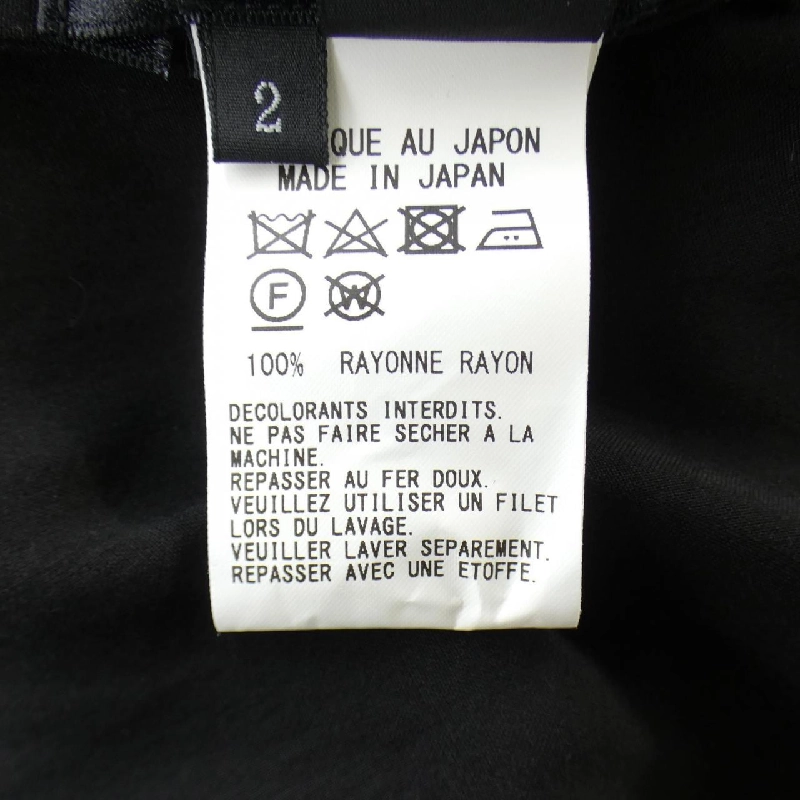 2
QUE AU JAPON
MADE IN JAPAN
F
W
100% RAYONNE RAYON
DECOLORANTS INTERDITS.
NE PAS FAIRE SECHER A LA
MACHINE.
REPASSER AU FER DOUX.
VEUILLEZ UTILISER UN FILET
LORS DU LAVAGE.
VEUILLER LAVER SEPAREMENT.
REPASSER AVEC UNE ETOFFE.